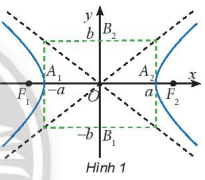 y
b B₂
A₁ A₂ x
F₁ -a O a F₂
-b B₁
Hình 1